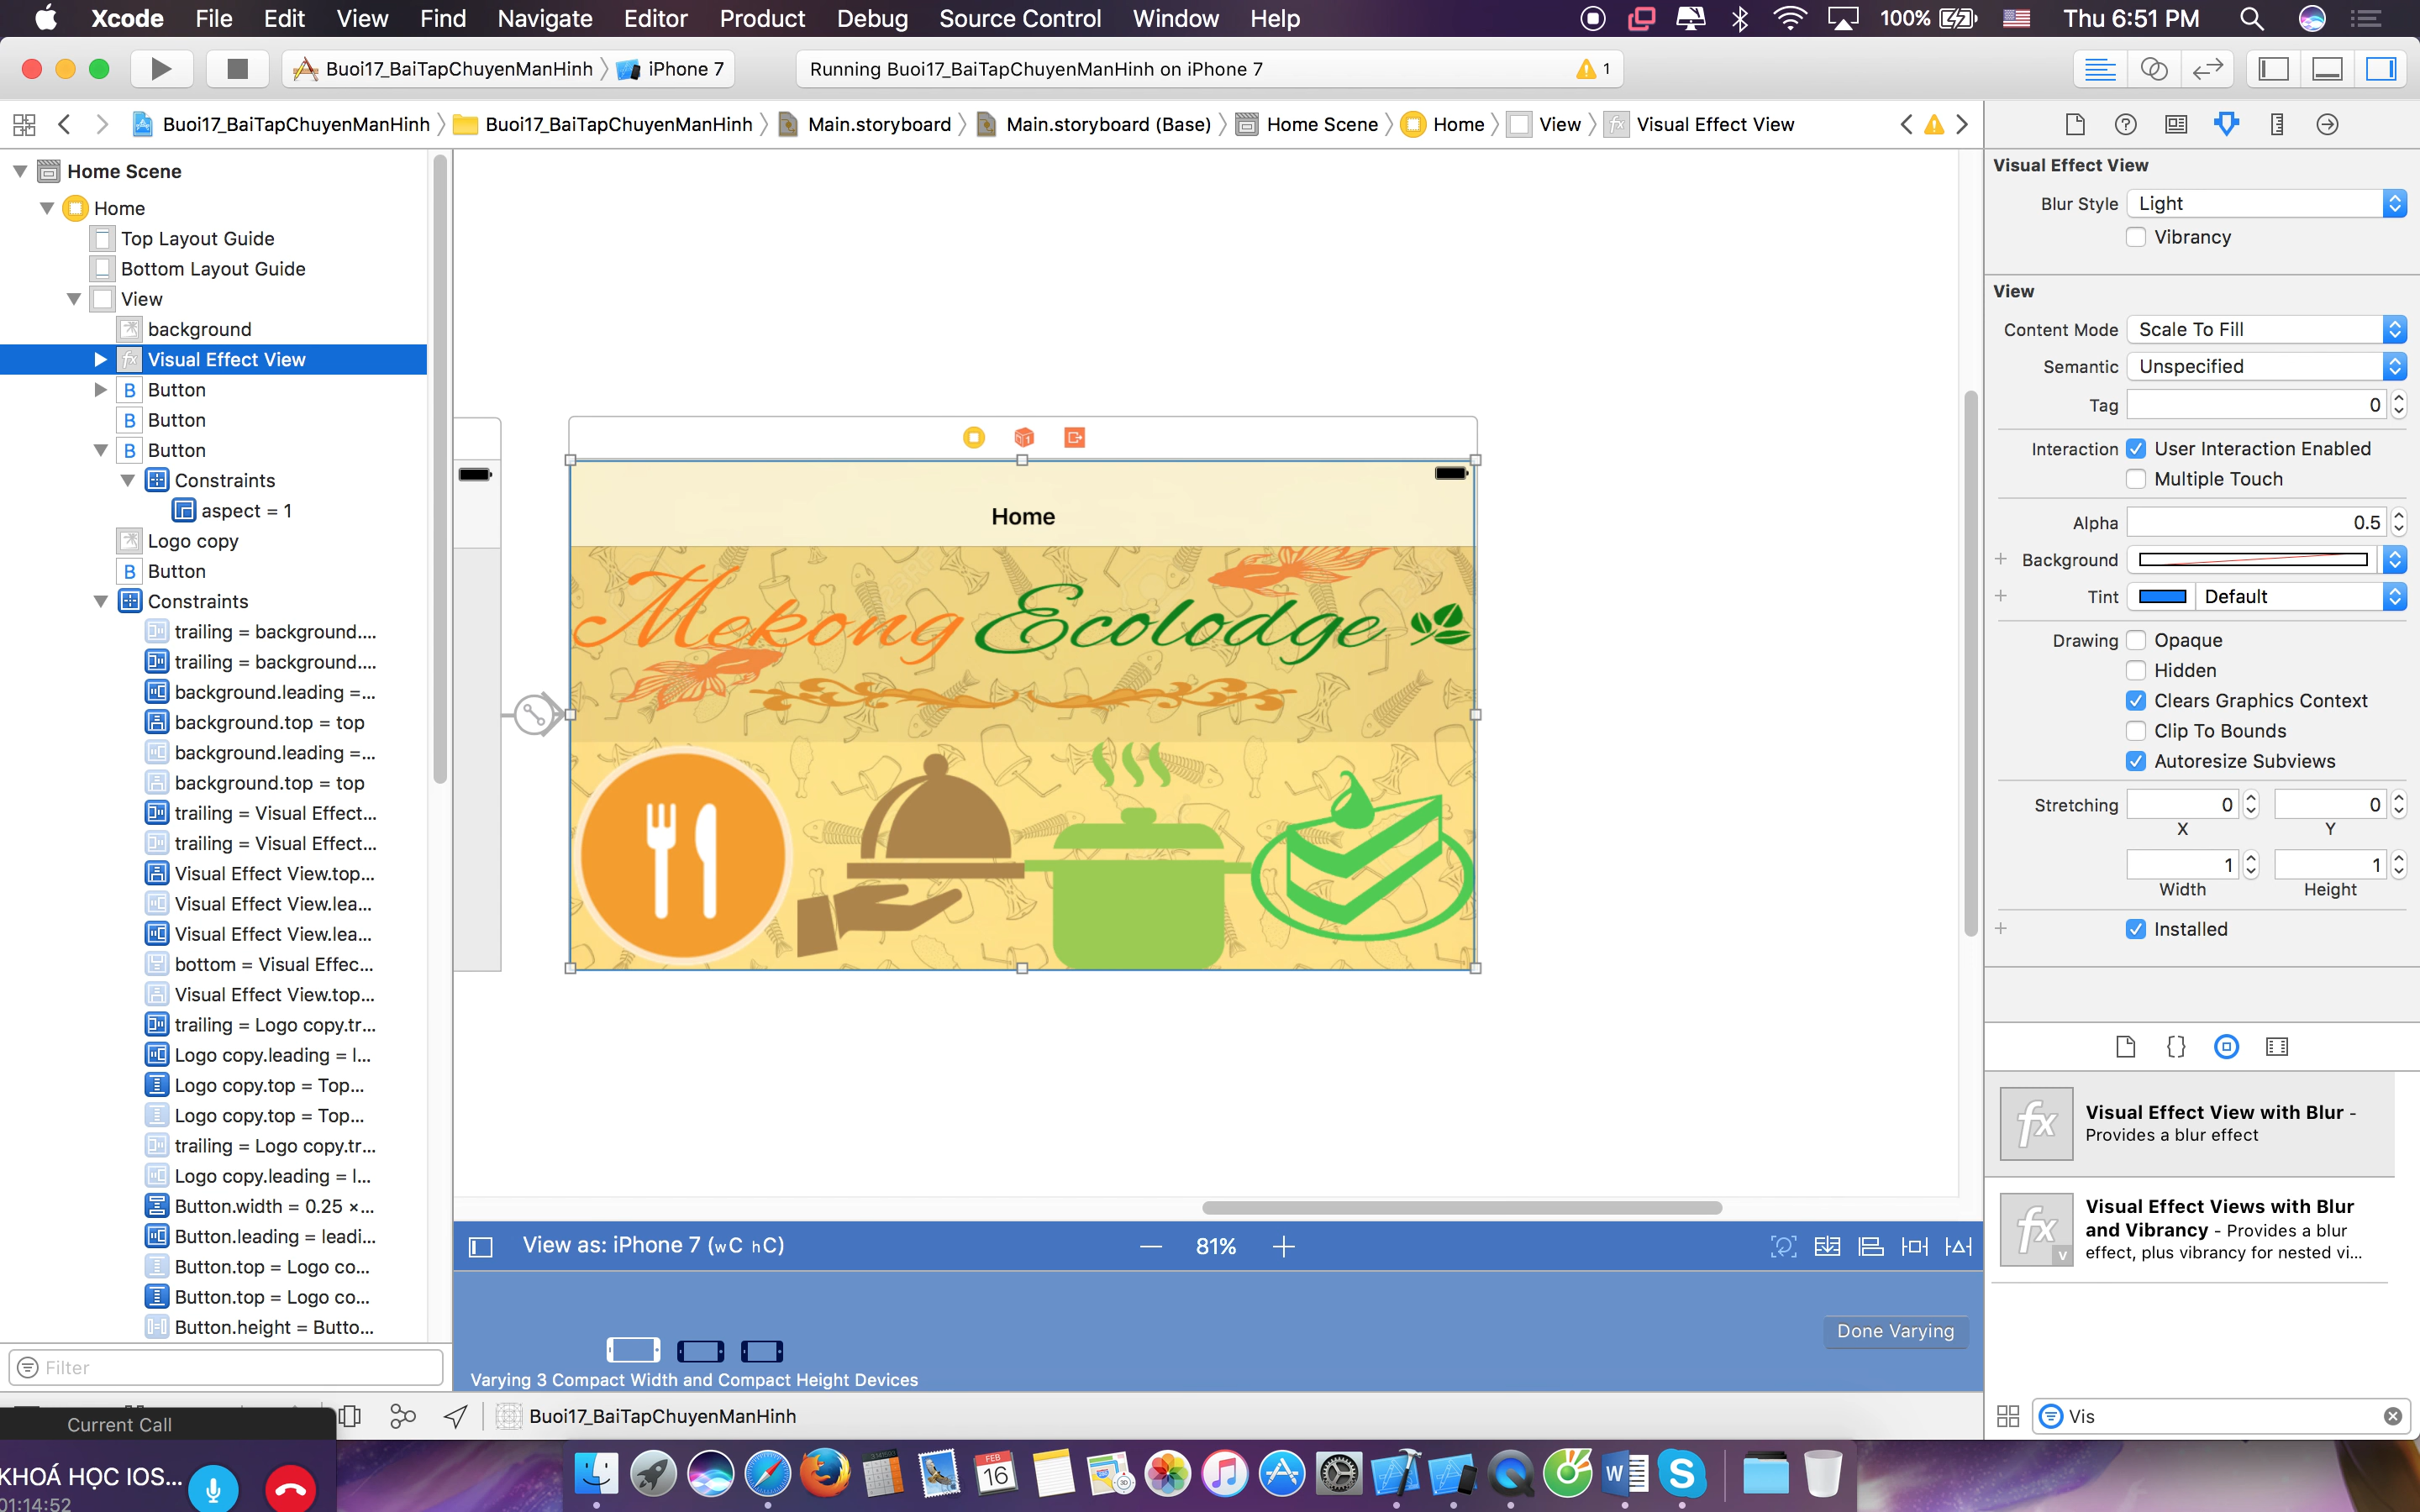 Xcode File Edit View Find Navigate Editor Product Debug Source Control Window Help 100% Thu 6:51 PM
Buoi17_BaiTapChuyenManHinh iPhone 7
Running Buoi17_BaiTapChuyenManHinh on iPhone 7
1
Buoi17_BaiTapChuyenManHinh Buoi17_BaiTapChuyenManHinh Main.storyboard Main.storyboard (Base) Home Scene Home View fx Visual Effect View
Home Scene
Home
Top Layout Guide
Bottom Layout Guide
View
background
fx Visual Effect View
B Button
B Button
B Button
Constraints
aspect = 1
Logo copy
B Button
Constraints
trailing = background....
trailing = background....
background.leading =...
background.top = top
background.leading =...
background.top = top
trailing = Visual Effect...
trailing = Visual Effect...
Visual Effect View.top...
Visual Effect View.lea...
Visual Effect View.lea...
bottom = Visual Effec...
Visual Effect View.top...
trailing = Logo copy.tr...
Logo copy.leading = l...
Logo copy.top = Top...
Logo copy.top = Top...
trailing = Logo copy.tr...
Logo copy.leading = l...
Button.width = 0.25 ×...
Button.leading = leadi...
Button.top = Logo co...
Button.top = Logo co...
Button.height = Butto...
Filter
Home
Mekong Ecolodge
View as: iPhone 7 (wC hC)
81%
Done Varying
Varying 3 Compact Width and Compact Height Devices
Buoi17_BaiTapChuyenManHinh
Visual Effect View
Blur Style Light
Vibrancy
View
Content Mode Scale To Fill
Semantic Unspecified
Tag 0
Interaction User Interaction Enabled
Multiple Touch
Alpha 0.5
Background
Tint Default
Drawing Opaque
Hidden
Clears Graphics Context
Clip To Bounds
Autoresize Subviews
Stretching 0 0
X Y
1 1
Width Height
Installed
fx Visual Effect View with Blur -
Provides a blur effect
fx Visual Effect Views with Blur
and Vibrancy - Provides a blur
effect, plus vibrancy for nested vi...
V
Vis
Current Call
KHOÁ HỌC IOS...
01:14:52
FEB
16
W
S